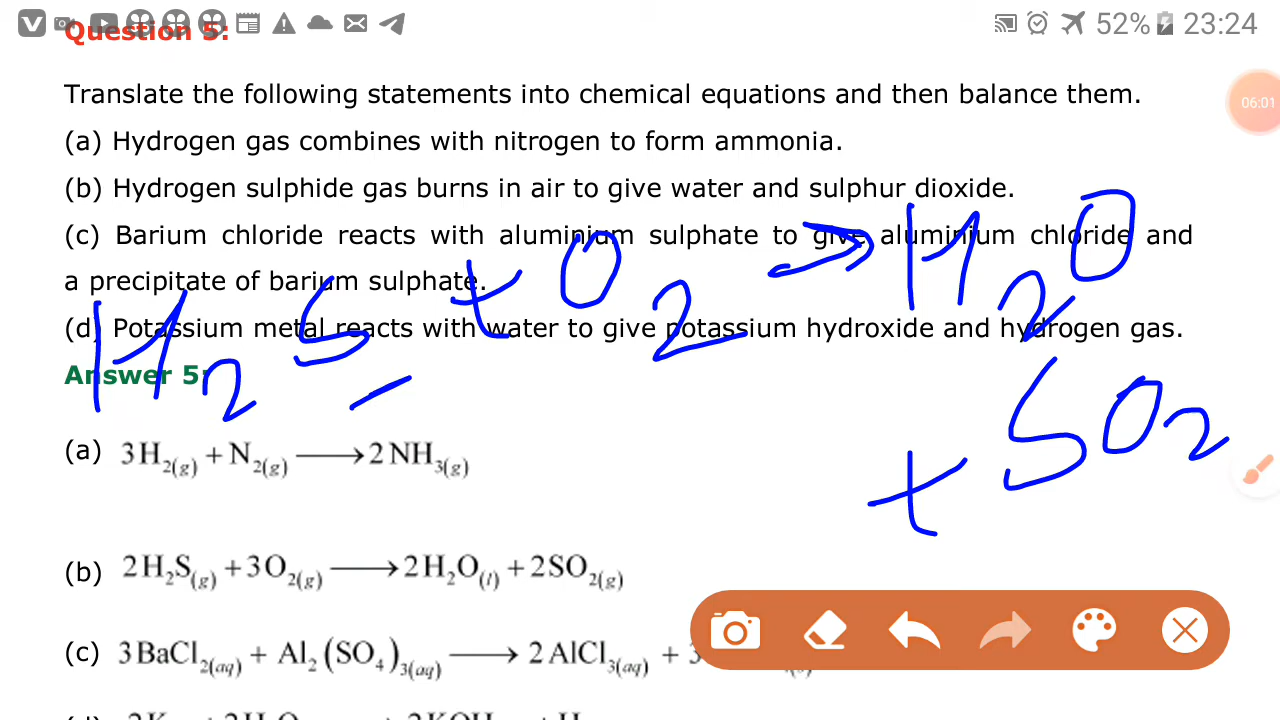 52% 23:24
Question 5:
06:01
Translate the following statements into chemical equations and then balance them.
(a) Hydrogen gas combines with nitrogen to form ammonia.
(b) Hydrogen sulphide gas burns in air to give water and sulphur dioxide.
(c) Barium chloride reacts with aluminium sulphate to give aluminium chloride and
a precipitate of barium sulphate.
(d) Potassium metal reacts with water to give potassium hydroxide and hydrogen gas.
H2S + O2 → H2O
+ SO2
Answer 5:
(a) 3H2(g) + N2(g) ⟶ 2NH3(g)
(b) 2H2S(g) + 3O2(g) ⟶ 2H2O(l) + 2SO2(g)
(c) 3BaCl2(aq) + Al2(SO4)3(aq) ⟶ 2AlCl3(aq) + 3